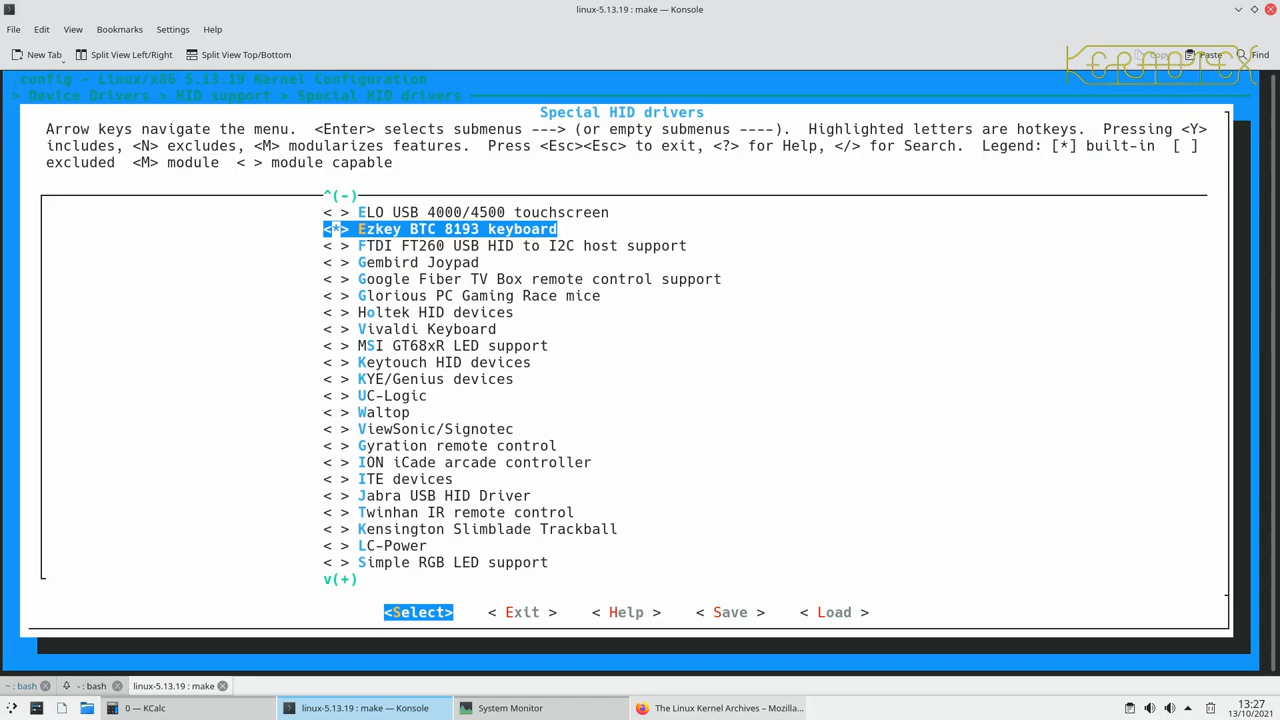 linux-5.13.19 : make — Konsole
File Edit View Bookmarks Settings Help
New Tab Split View Left/Right Split View Top/Bottom Copy Paste Find
KERNOTEX
.config - Linux/x86 5.13.19 Kernel Configuration
> Device Drivers > HID support > Special HID drivers
Special HID drivers
Arrow keys navigate the menu. <Enter> selects submenus ---> (or empty submenus ----). Highlighted letters are hotkeys. Pressing <Y>
includes, <N> excludes, <M> modularizes features. Press <Esc><Esc> to exit, <?> for Help, </> for Search. Legend: [*] built-in [ ]
excluded <M> module < > module capable
^(-)
< > ELO USB 4000/4500 touchscreen
<*> Ezkey BTC 8193 keyboard
< > FTDI FT260 USB HID to I2C host support
< > Gembird Joypad
< > Google Fiber TV Box remote control support
< > Glorious PC Gaming Race mice
< > Holtek HID devices
< > Vivaldi Keyboard
< > MSI GT68xR LED support
< > Keytouch HID devices
< > KYE/Genius devices
< > UC-Logic
< > Waltop
< > ViewSonic/Signotec
< > Gyration remote control
< > ION iCade arcade controller
< > ITE devices
< > Jabra USB HID Driver
< > Twinhan IR remote control
< > Kensington Slimblade Trackball
< > LC-Power
< > Simple RGB LED support
v(+)
<Select> < Exit > < Help > < Save > < Load >
~ : bash - : bash linux-5.13.19 : make
0 — KCalc linux-5.13.19 : make — Konsole System Monitor The Linux Kernel Archives – Mozilla... 13:27
13/10/2021